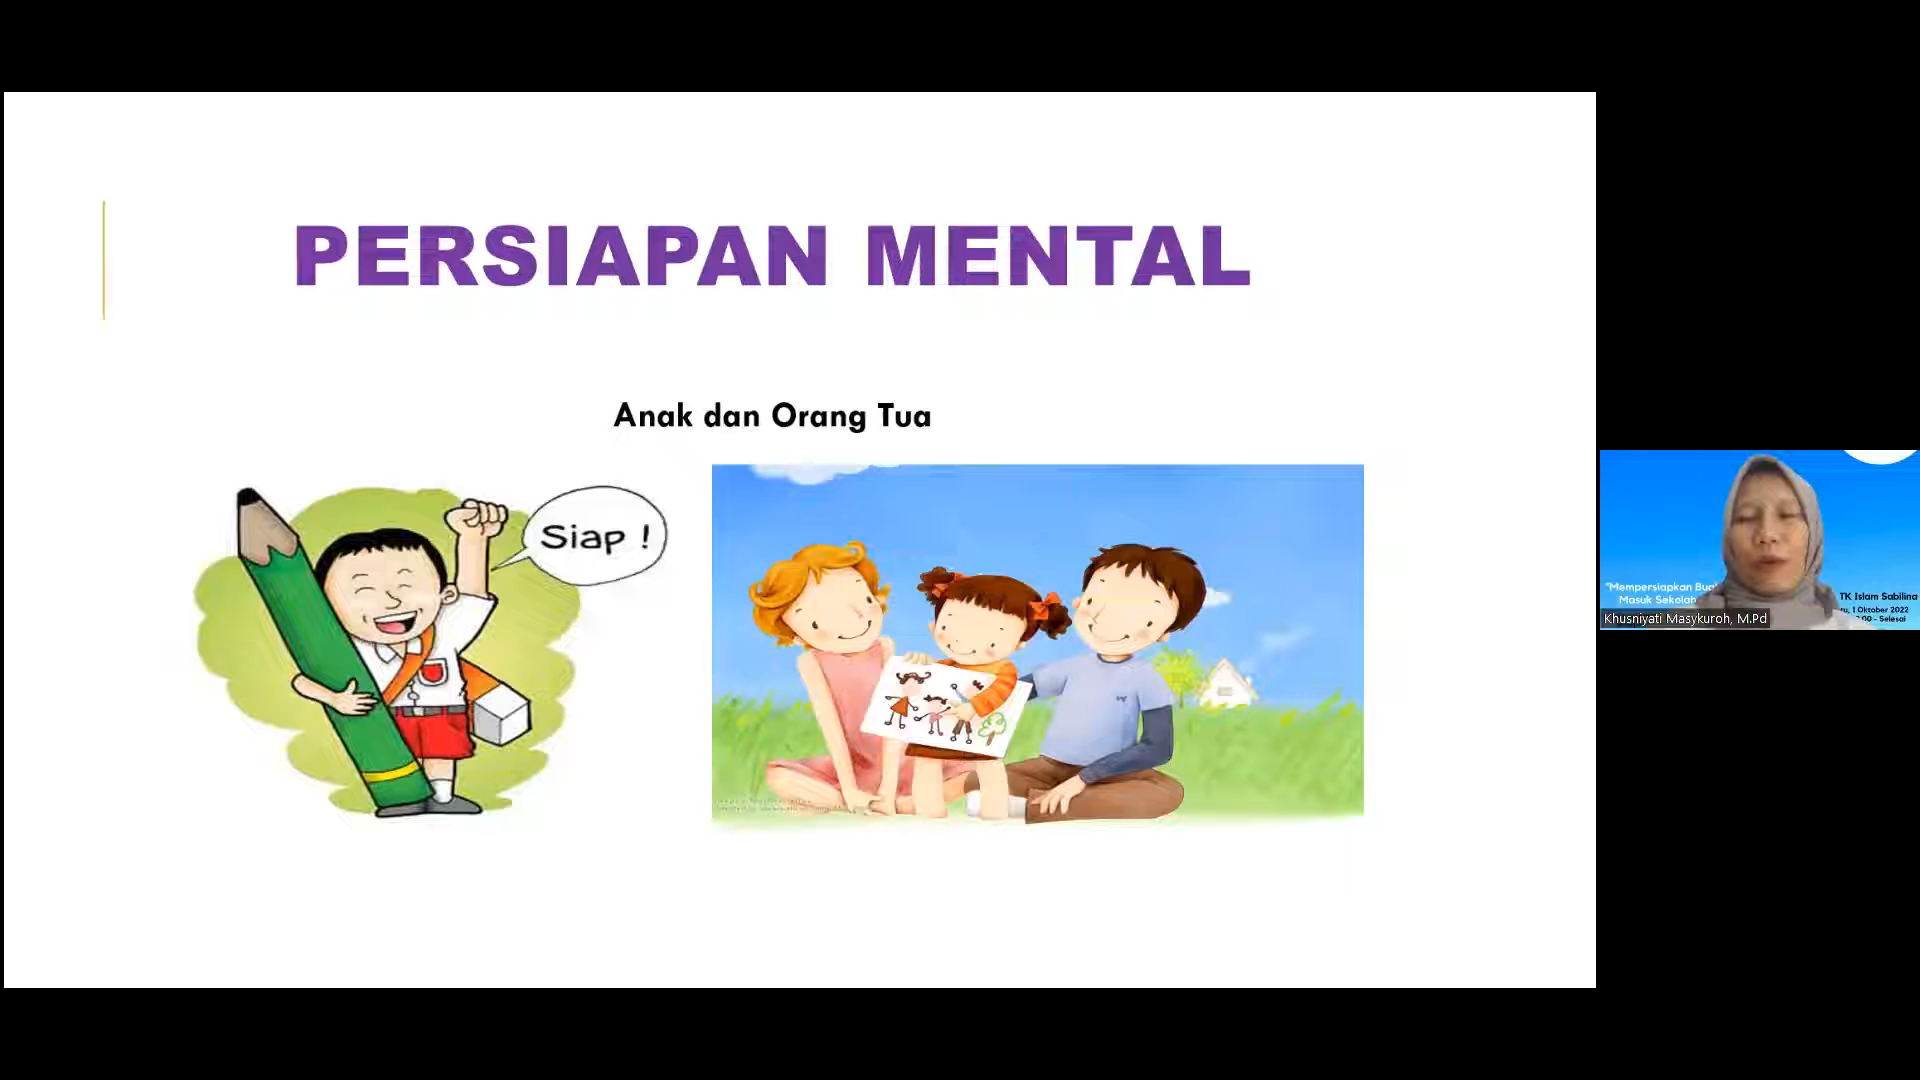 PERSIAPAN MENTAL
Anak dan Orang Tua
Siap !
"Mempersiapkan
Masuk Sekolah
TK Islam Sabilina
1 Oktober 2022
- Selesai
Khusniyati Masykuroh, M.Pd